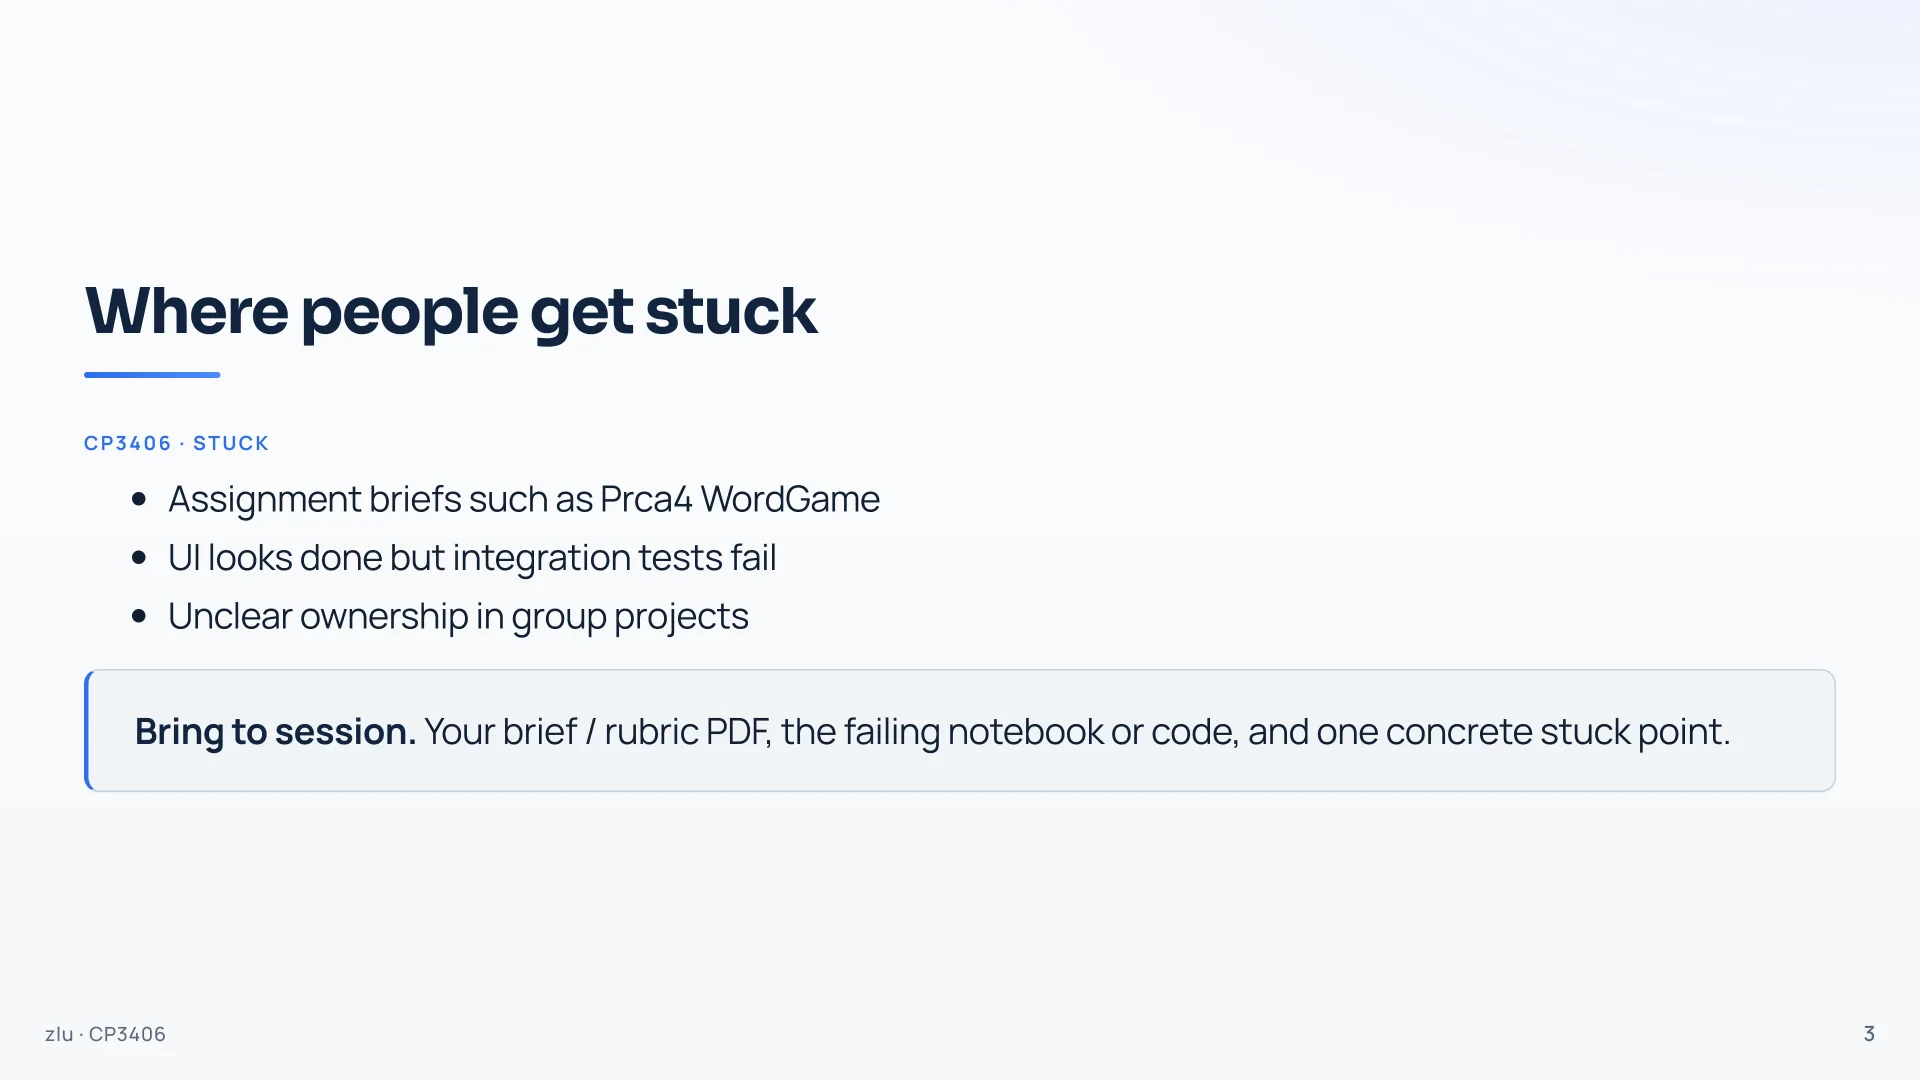 Where people get stuck
CP3406 · STUCK
• Assignment briefs such as Prca4 WordGame
• UI looks done but integration tests fail
• Unclear ownership in group projects
Bring to session. Your brief / rubric PDF, the failing notebook or code, and one concrete stuck point.
zlu · CP3406
3